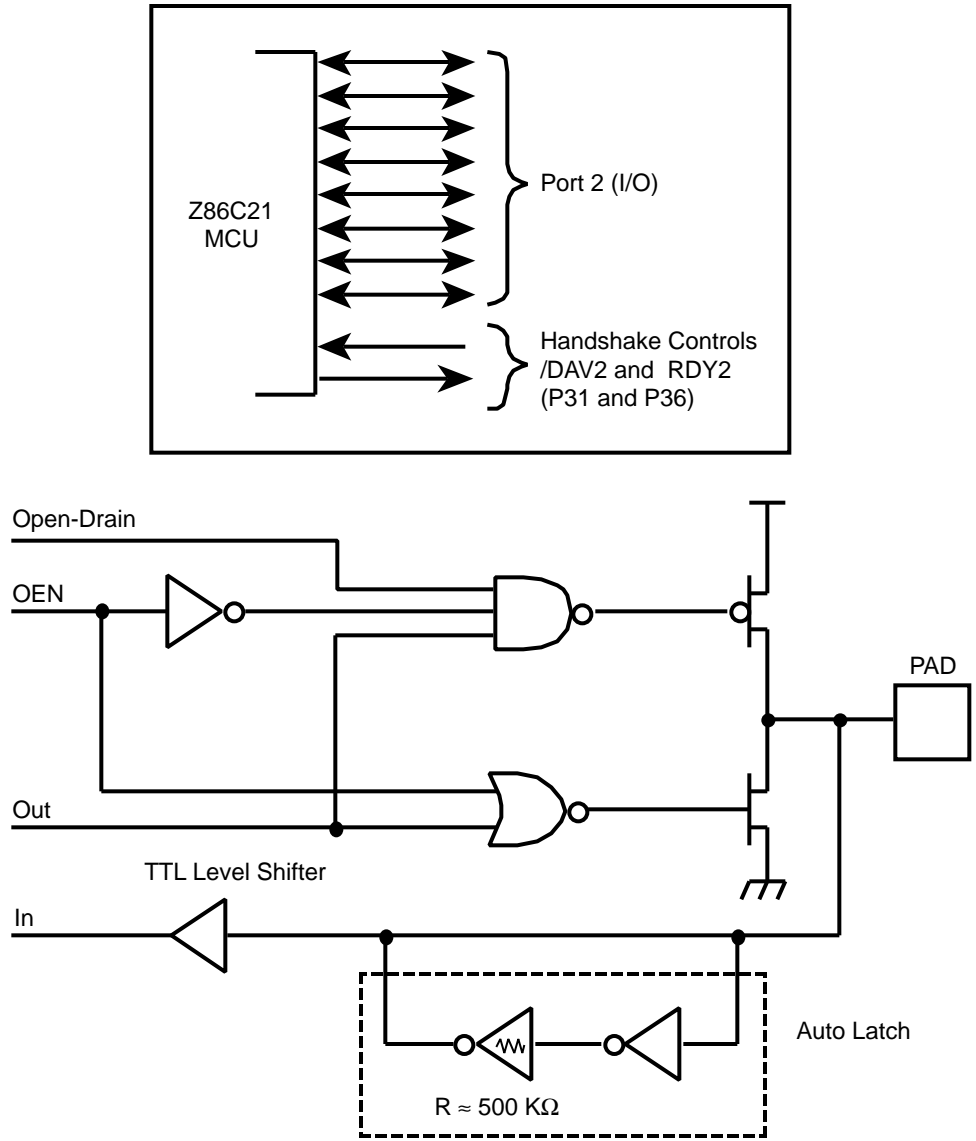 Z86C21
MCU
Port 2 (I/O)
Handshake Controls
/DAV2 and RDY2
(P31 and P36)
Open-Drain
OEN
PAD
Out
TTL Level Shifter
In
Auto Latch
R ≈ 500 KΩ